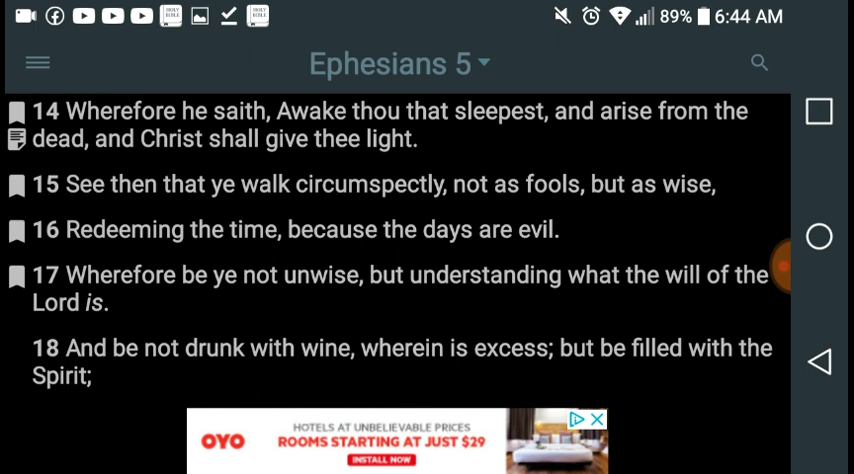 89% 6:44 AM
Ephesians 5
14 Wherefore he saith, Awake thou that sleepest, and arise from the
dead, and Christ shall give thee light.
15 See then that ye walk circumspectly, not as fools, but as wise,
16 Redeeming the time, because the days are evil.
17 Wherefore be ye not unwise, but understanding what the will of the
Lord is.
18 And be not drunk with wine, wherein is excess; but be filled with the
Spirit;
HOTELS AT UNBELIEVABLE PRICES
OYO ROOMS STARTING AT JUST $29
INSTALL NOW